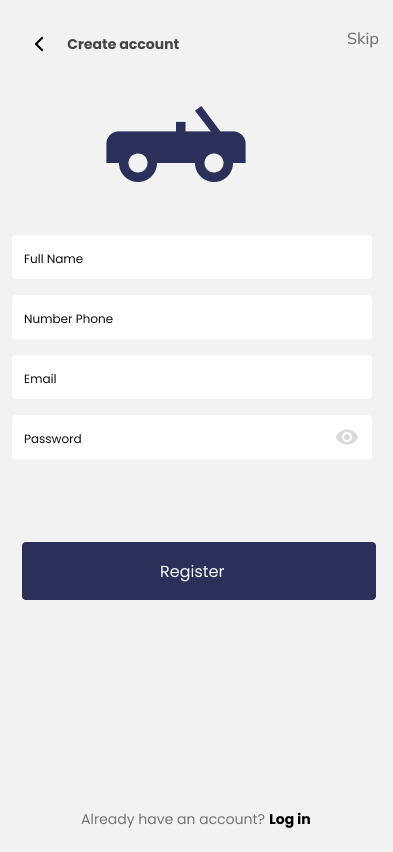 Create account
Skip
Full Name
Number Phone
Email
Password
Register
Already have an account? Log in